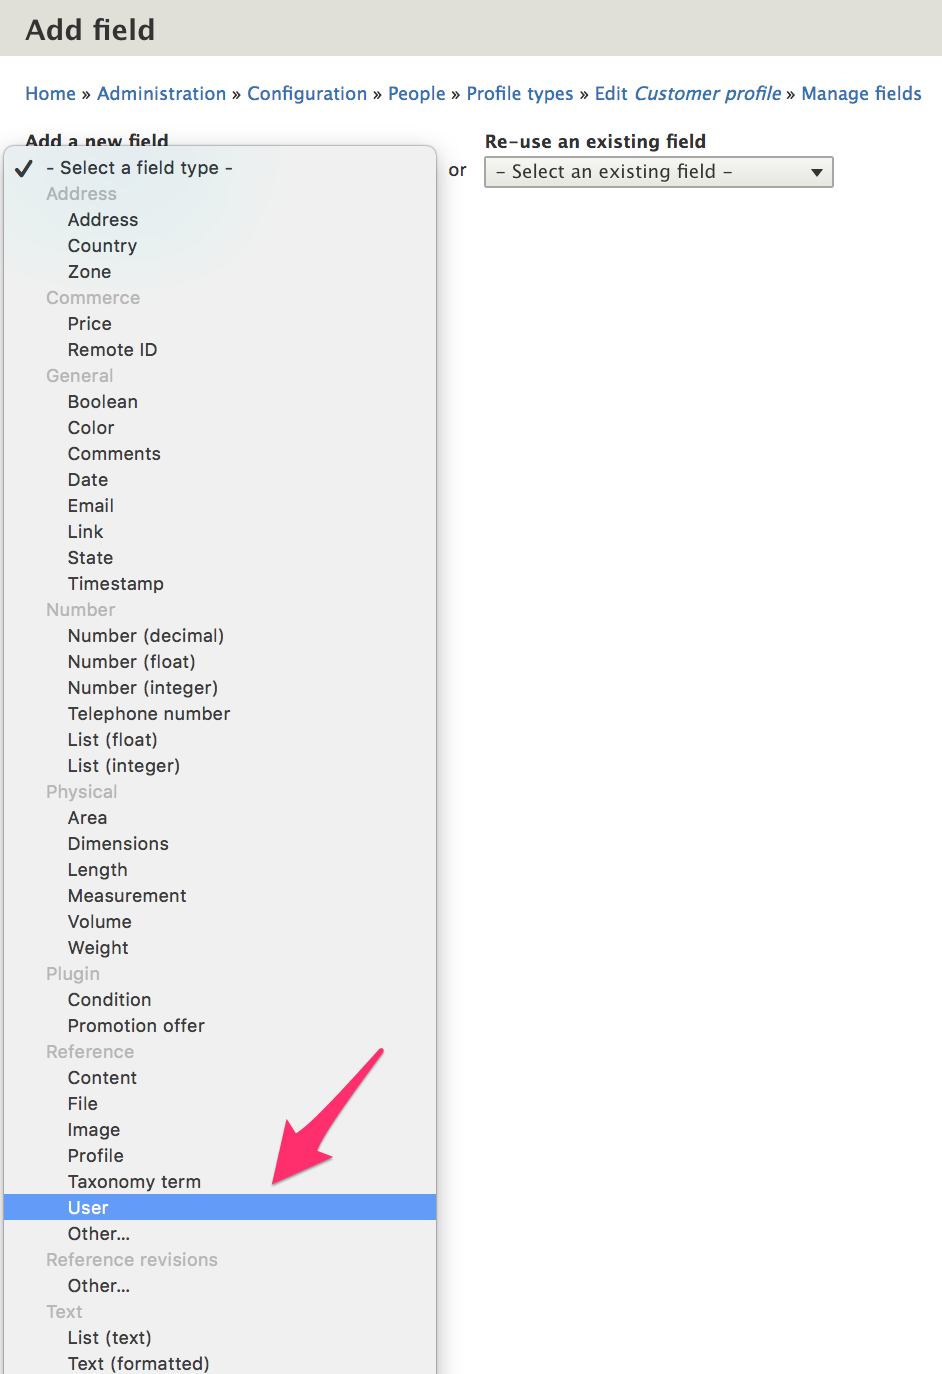 Add field
Home » Administration » Configuration » People » Profile types » Edit Customer profile » Manage fields
Add a new field
- Select a field type -
Address
Address
Country
Zone
Commerce
Price
Remote ID
General
Boolean
Color
Comments
Date
Email
Link
State
Timestamp
Number
Number (decimal)
Number (float)
Number (integer)
Telephone number
List (float)
List (integer)
Physical
Area
Dimensions
Length
Measurement
Volume
Weight
Plugin
Condition
Promotion offer
Reference
Content
File
Image
Profile
Taxonomy term
User
Other...
Reference revisions
Other...
Text
List (text)
Text (formatted)
or
Re-use an existing field
- Select an existing field -